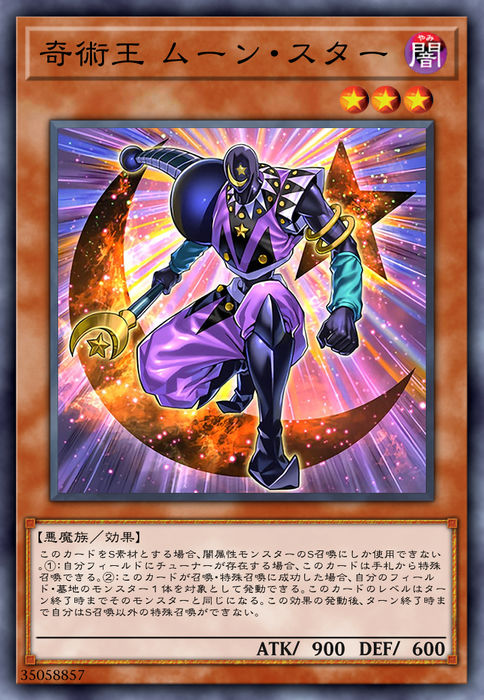 奇術王 ムーン・スター
やみ
闇
【悪魔族／効果】
このカードをS素材とする場合、闇属性モンスターのS召喚にしか使用できない
。①:自分フィールドにチューナーが存在する場合、このカードは手札から特殊
召喚できる。②:このカードが召喚・特殊召喚に成功した場合、自分のフィール
ド・墓地のモンスター１体を対象として発動できる。このカードのレベルはター
ン終了時までそのモンスターと同じになる。この効果の発動後、ターン終了時ま
で自分はS召喚以外の特殊召喚ができない。
ATK/ 900 DEF/ 600
35058857